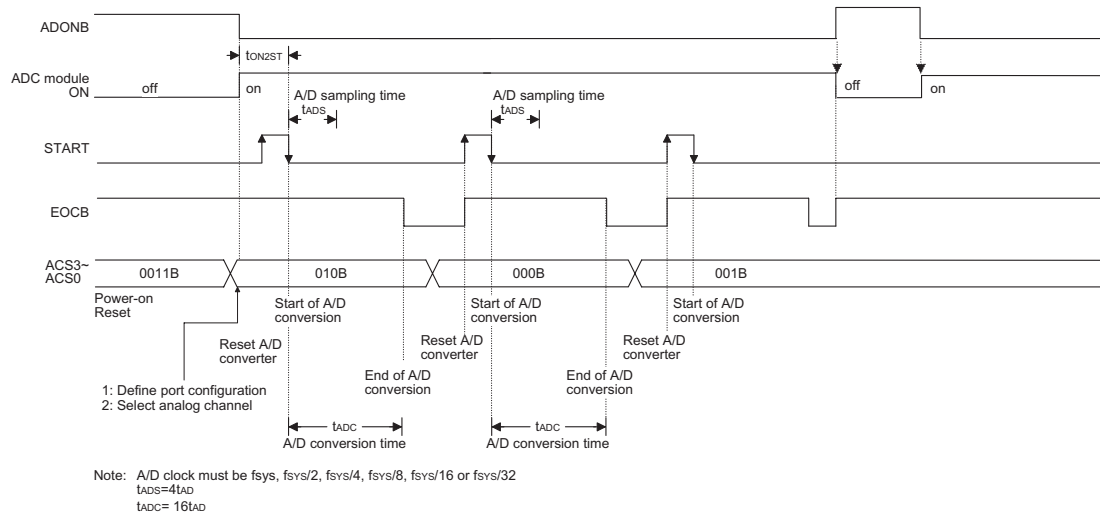 ADONB
tON2ST
ADC module
ON
off
on
off
on
A/D sampling time
tADS
A/D sampling time
tADS
START
EOCB
ACS3~
ACS0
0011B
010B
000B
001B
Power-on
Reset
Start of A/D
conversion
Start of A/D
conversion
Start of A/D
conversion
Reset A/D
converter
Reset A/D
converter
Reset A/D
converter
End of A/D
conversion
End of A/D
conversion
1: Define port configuration
2: Select analog channel
tADC
A/D conversion time
tADC
A/D conversion time
Note: A/D clock must be fsys, fSYS/2, fSYS/4, fSYS/8, fSYS/16 or fSYS/32
tADS=4tAD
tADC= 16tAD